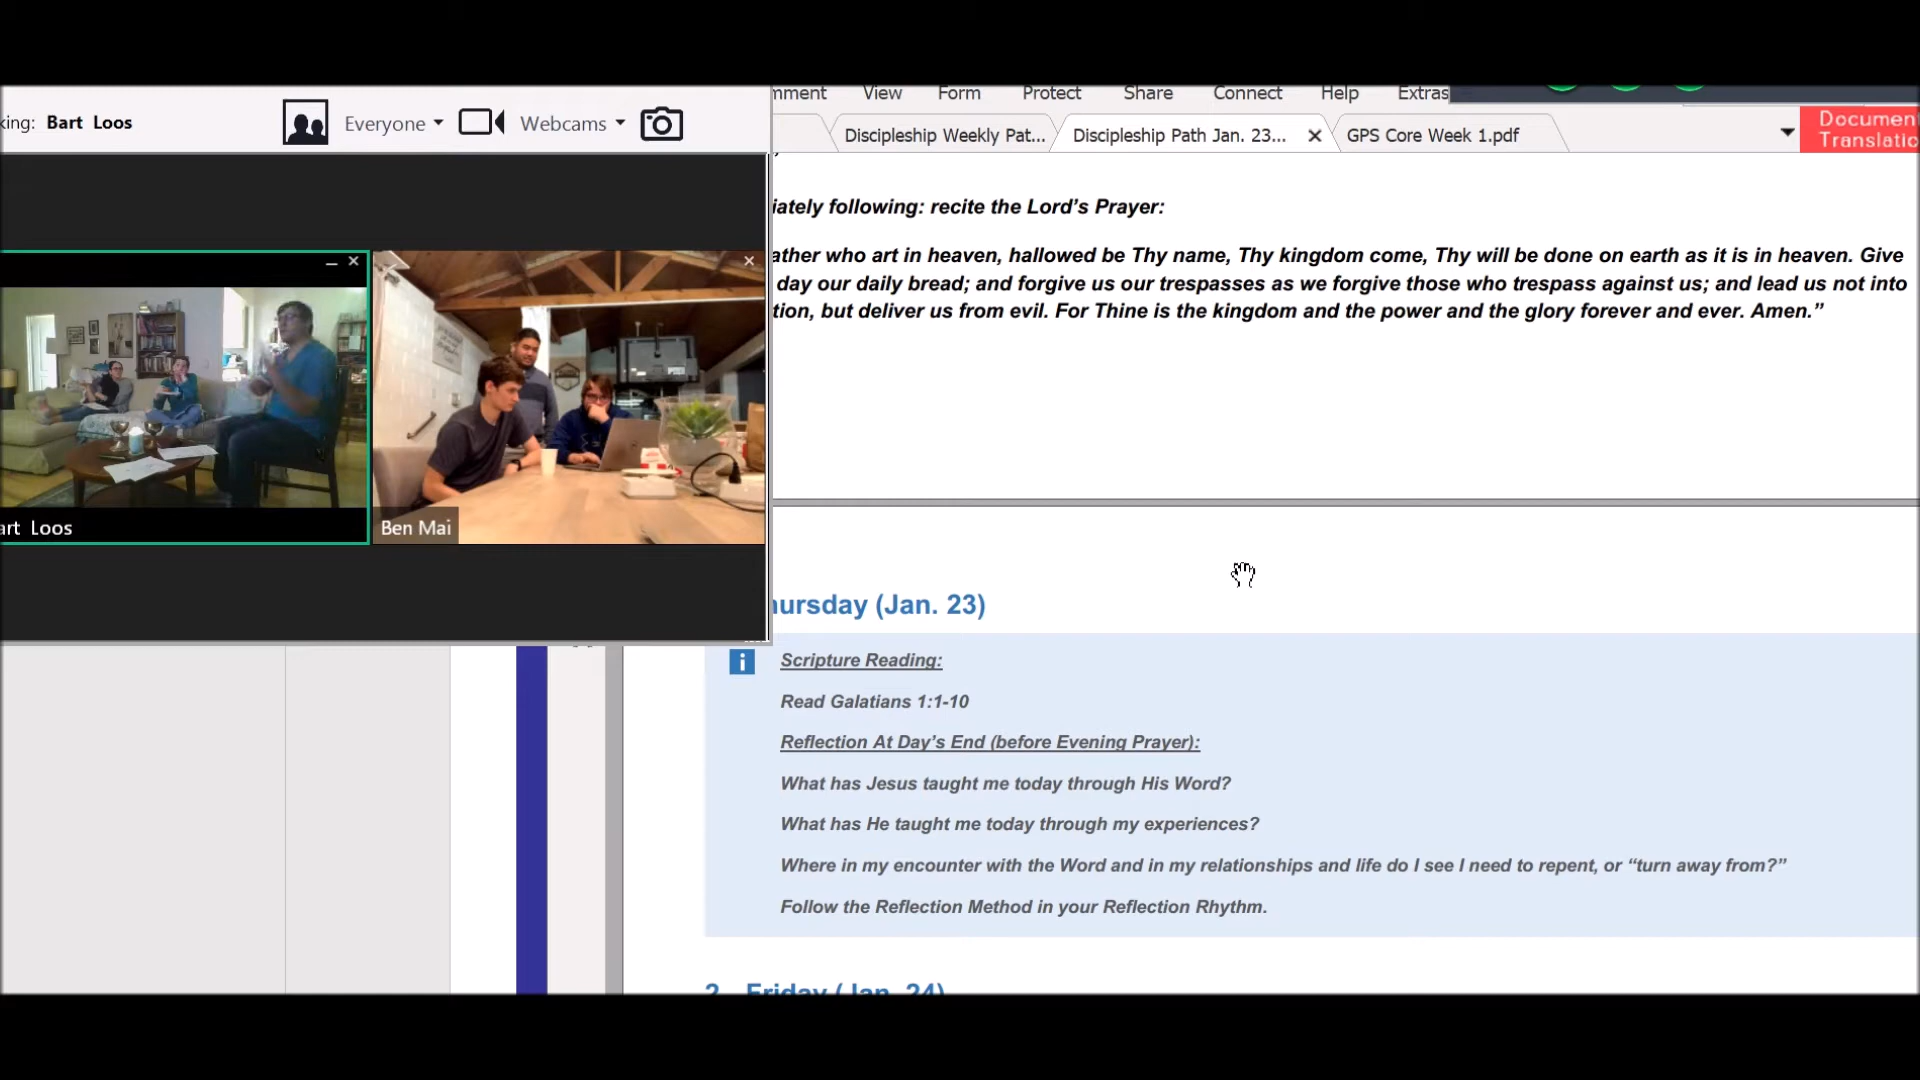 king: Bart Loos
Everyone
Webcams
mment View Form Protect Share Connect Help Extras
Discipleship Weekly Pat...
Discipleship Path Jan. 23...
GPS Core Week 1.pdf
Document
Translatio
iately following: recite the Lord's Prayer:
ather who art in heaven, hallowed be Thy name, Thy kingdom come, Thy will be done on earth as it is in heaven. Give
day our daily bread; and forgive us our trespasses as we forgive those who trespass against us; and lead us not into
tion, but deliver us from evil. For Thine is the kingdom and the power and the glory forever and ever. Amen.”
art Loos
Ben Mai
hursday (Jan. 23)
i
Scripture Reading:
Read Galatians 1:1-10
Reflection At Day's End (before Evening Prayer):
What has Jesus taught me today through His Word?
What has He taught me today through my experiences?
Where in my encounter with the Word and in my relationships and life do I see I need to repent, or “turn away from?”
Follow the Reflection Method in your Reflection Rhythm.
2. Friday (Jan. 24)